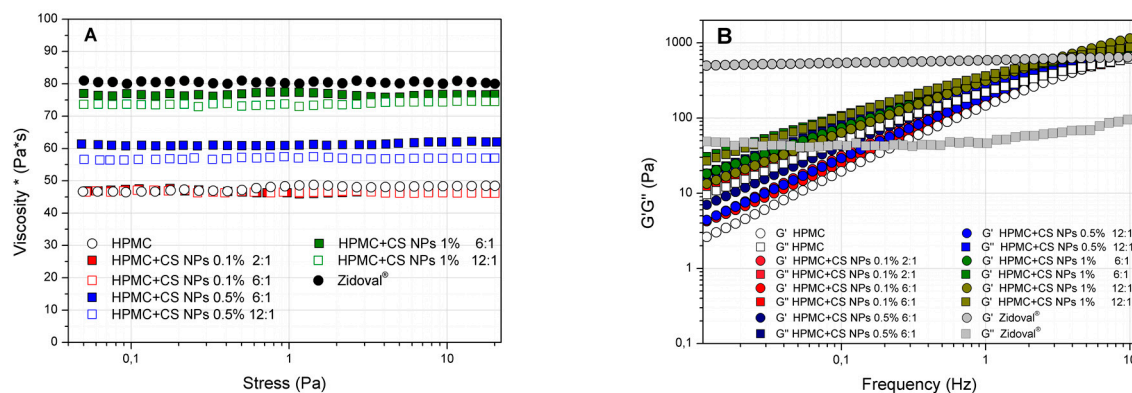 A
Viscosity * (Pa*s)
100
90
80
70
60
50
40
30
20
10
0
HPMC
HPMC+CS NPs 0.1% 2:1
HPMC+CS NPs 0.1% 6:1
HPMC+CS NPs 0.5% 6:1
HPMC+CS NPs 0.5% 12:1
HPMC+CS NPs 1% 6:1
HPMC+CS NPs 1% 12:1
Zidoval®
0,1 1 10
Stress (Pa)
B
G'G" (Pa)
1000
100
10
1
0,1
G' HPMC
G" HPMC
G' HPMC+CS NPs 0.1% 2:1
G" HPMC+CS NPs 0.1% 2:1
G' HPMC+CS NPs 0.1% 6:1
G" HPMC+CS NPs 0.1% 6:1
G' HPMC+CS NPs 0.5% 6:1
G" HPMC+CS NPs 0.5% 6:1
G' HPMC+CS NPs 0.5% 12:1
G" HPMC+CS NPs 0.5% 12:1
G' HPMC+CS NPs 1% 6:1
G' HPMC+CS NPs 1% 6:1
G' HPMC+CS NPs 1% 12:1
G' HPMC+CS NPs 1% 12:1
G' Zidoval®
G" Zidoval®
0,1 1 10
Frequency (Hz)